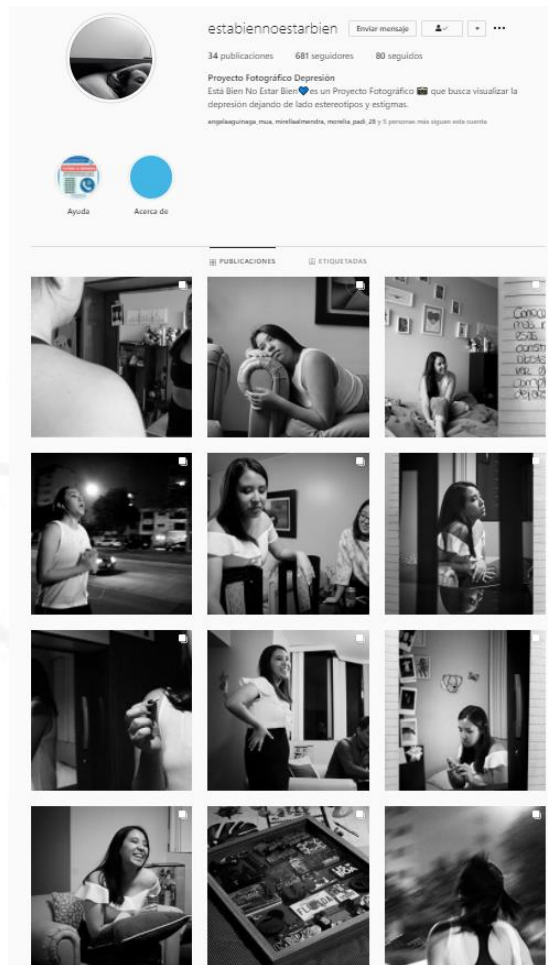 estabiennoestarbien Enviar mensaje
34 publicaciones 681 seguidores 80 seguidos
Proyecto Fotográfico Depresión
Está Bien No Estar Bien💙es un Proyecto Fotográfico 📷 que busca visualizar la
depresión dejando de lado estereotipos y estigmas.
angelaaguinaga_mua, mirellaalmendra, morelia_padi_28 y 5 personas más siguen esta cuenta
Ayuda Acerca de
PUBLICACIONES ETIQUETADAS
FLORIDA